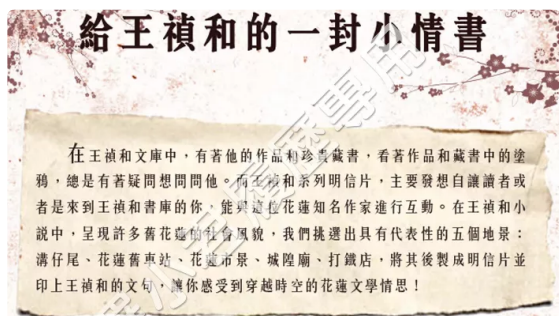 給王禎和的一封小情書
在王禎和文庫中，有著他的作品和珍貴藏書，看著作品和藏書中的塗
鴉，總是有著疑問想問問他。而王禎和系列明信片，主要發想自讓讀者或
者是來到王禎和書庫的你，能與這位花蓮知名作家進行互動。在王禎和小
說中，呈現許多舊花蓮的社會風貌，我們挑選出具有代表性的五個地景：
溝仔尾、花蓮舊車站、花蓮市景、城隍廟、打鐵店，將其後製成明信片並
印上王禎和的文句，讓你感受到穿越時空的花蓮文學情思！
小姿履歷專用